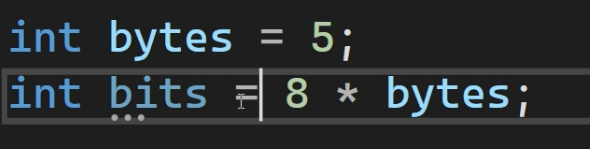 int bytes = 5;
int bits = 8 * bytes;